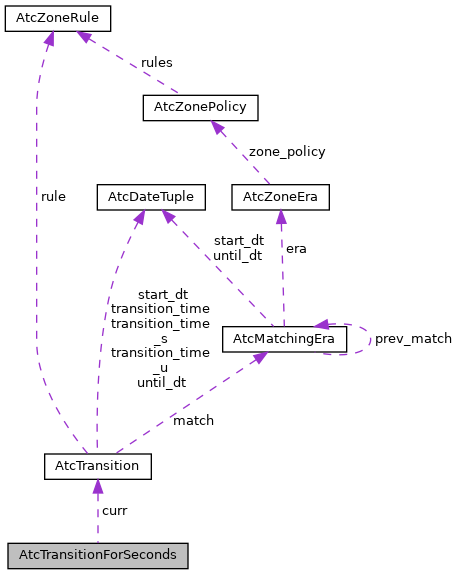 AtcZoneRule
rules
AtcZonePolicy
zone_policy
rule
AtcDateTuple
AtcZoneEra
start_dt
until_dt
era
start_dt
transition_time
transition_time
_s
transition_time
_u
until_dt
AtcMatchingEra
prev_match
match
AtcTransition
curr
AtcTransitionForSeconds